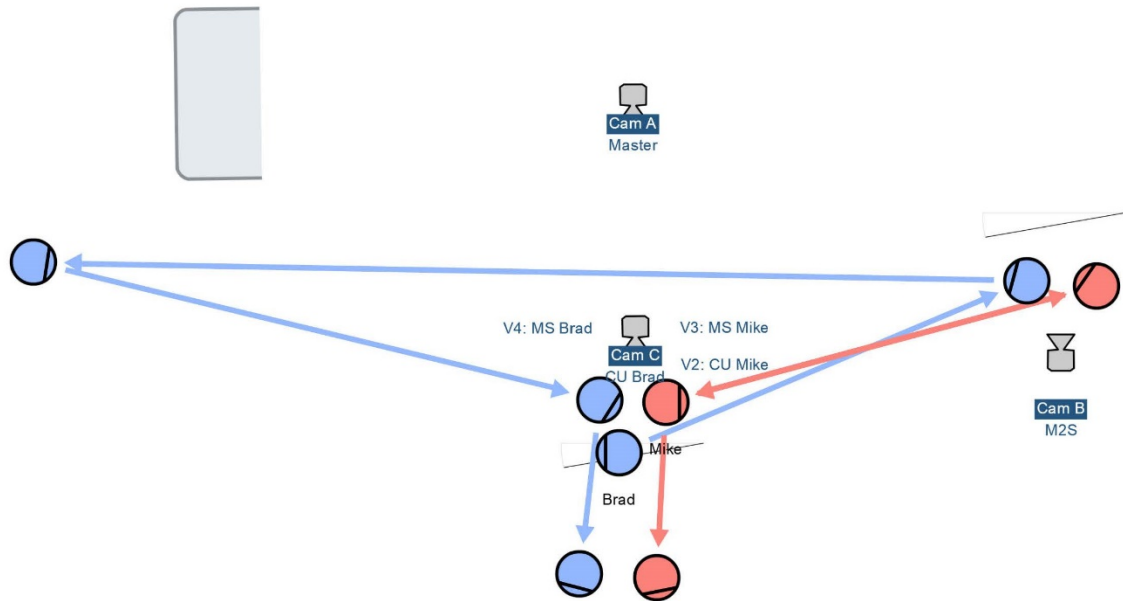 Cam A
Master
V4: MS Brad
V3: MS Mike
Cam C
CU Brad
V2: CU Mike
Cam B
M2S
Mike
Brad